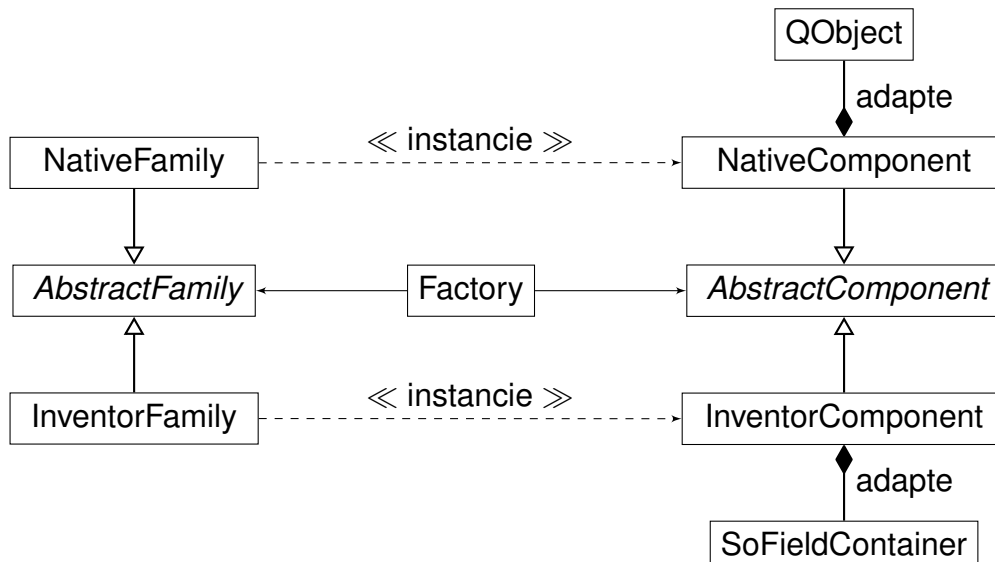 QObject
adapte
≪ instancie ≫
NativeFamily
NativeComponent
AbstractFamily
Factory
AbstractComponent
≪ instancie ≫
InventorFamily
InventorComponent
adapte
SoFieldContainer